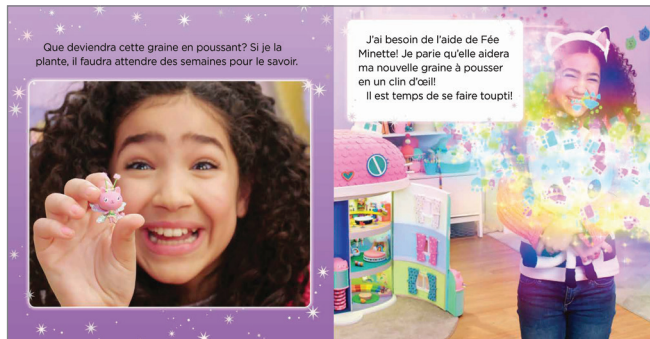 Que deviendra cette graine en poussant? Si je la
plante, il faudra attendre des semaines pour le savoir.
J'ai besoin de l'aide de Fée
Minette! Je parie qu'elle aidera
ma nouvelle graine à pousser
en un clin d'œil!
Il est temps de se faire toupti!